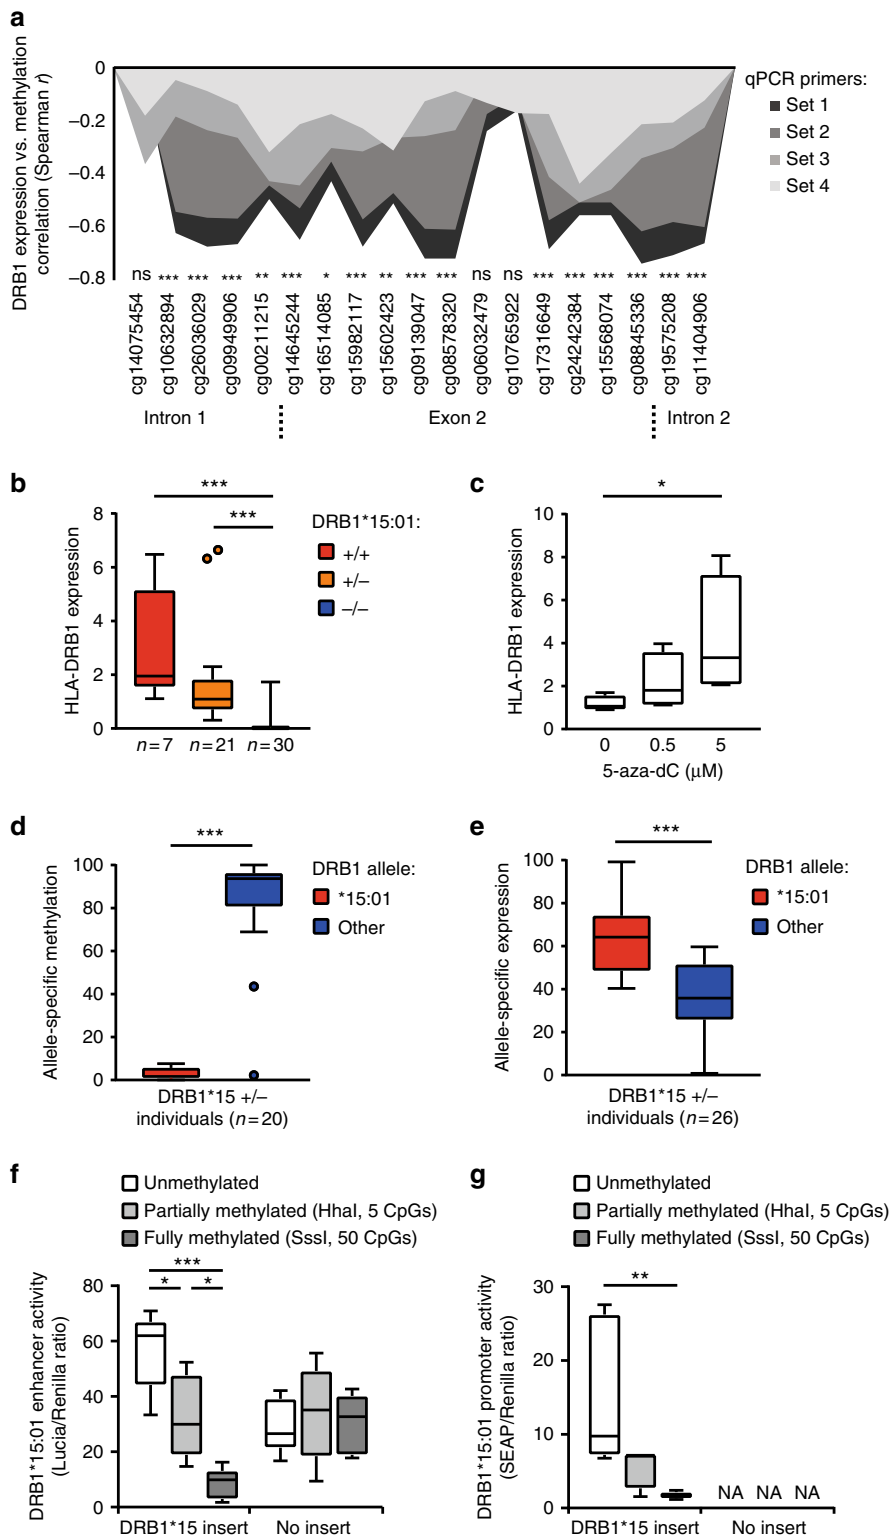 a
DRB1 expression vs. methylation
correlation (Spearman r)
0
−0.2
−0.4
−0.6
−0.8
qPCR primers:
Set 1
Set 2
Set 3
Set 4
ns *** *** *** ** *** * *** ** *** *** ns ns *** *** *** *** *** ***
cg14075454
cg10632894
cg26036029
cg09949906
cg00211215
cg14645244
cg16514085
cg15982117
cg15602423
cg09139047
cg08578320
cg06032479
cg10765922
cg17316649
cg24242384
cg15568074
cg08845336
cg19575208
cg11404906
Intron 1
Exon 2
Intron 2
b
HLA-DRB1 expression
8
6
4
2
0
***
***
n=7 n=21 n=30
DRB1*15:01:
+/+
+/−
−/−
c
HLA-DRB1 expression
10
8
6
4
2
0
*
0 0.5 5
5-aza-dC (μM)
d
Allele-specific methylation
100
80
60
40
20
0
***
DRB1*15 +/−
individuals (n=20)
DRB1 allele:
*15:01
Other
e
Allele-specific expression
100
80
60
40
20
0
***
DRB1*15 +/−
individuals (n=26)
DRB1 allele:
*15:01
Other
f
Unmethylated
Partially methylated (HhaI, 5 CpGs)
Fully methylated (SssI, 50 CpGs)
DRB1*15:01 enhancer activity
(Lucia/Renilla ratio)
80
60
40
20
0
***
* *
DRB1*15 insert
No insert
g
Unmethylated
Partially methylated (HhaI, 5 CpGs)
Fully methylated (SssI, 50 CpGs)
DRB1*15:01 promoter activity
(SEAP/Renilla ratio)
30
20
10
0
**
NA NA NA
DRB1*15 insert
No insert